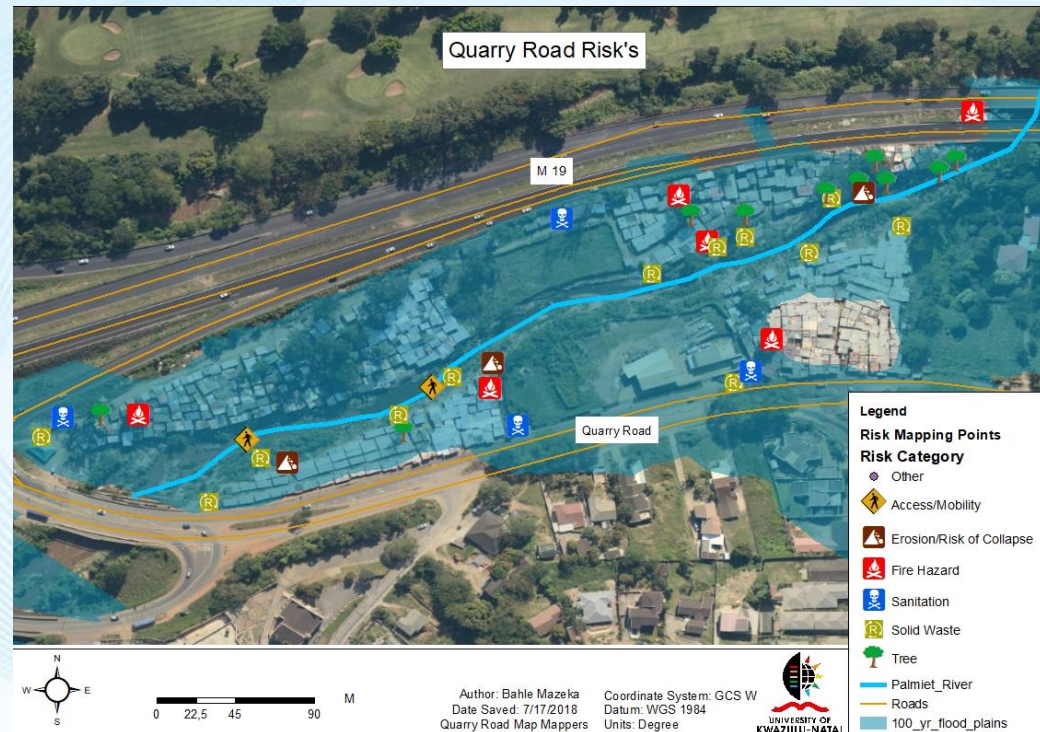 Quarry Road Risk's
M 19
Quarry Road
Legend
Risk Mapping Points
Risk Category
Other
Access/Mobility
Erosion/Risk of Collapse
Fire Hazard
Sanitation
Solid Waste
Tree
Palmiet_River
Roads
100_yr_flood_plains
N
W E
S
0 22,5 45 90
M
Author: Bahle Mazeka
Date Saved: 7/17/2018
Quarry Road Map Mappers
Coordinate System: GCS W
Datum: WGS 1984
Units: Degree
UNIVERSITY OF
KWAZULU-NATAL